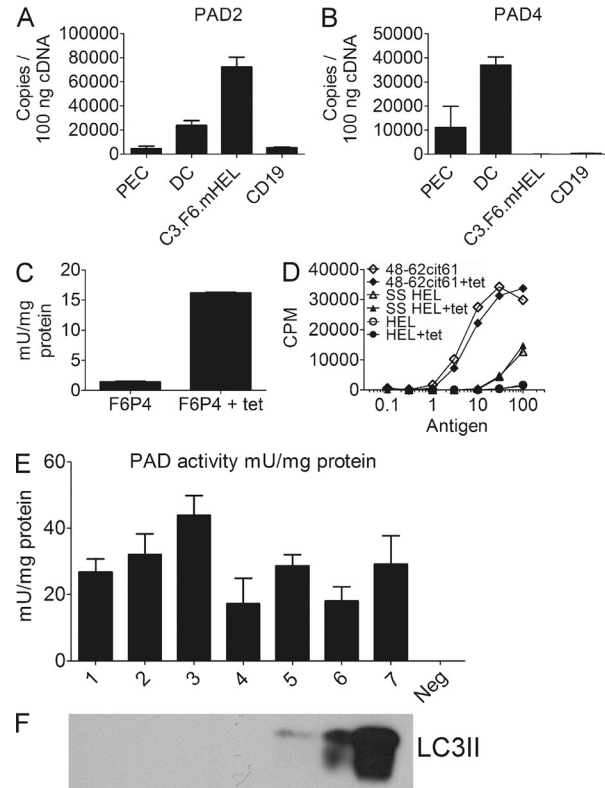 A
PAD2
Copies /
100 ng cDNA
100000
80000
60000
40000
20000
0
PEC
DC
C3.F6.mHEL
CD19
B
PAD4
Copies /
100 ng cDNA
50000
40000
30000
20000
10000
0
PEC
DC
C3.F6.mHEL
CD19
C
mU/mg
protein
20
15
10
5
0
F6P4
F6P4 + tet
D
CPM
40000
30000
20000
10000
0
48-62cit61
48-62cit61+tet
SS HEL
SS HEL+tet
HEL
HEL+tet
0.1
1
10
100
Antigen
E
PAD activity mU/mg protein
mU/mg protein
60
40
20
0
1
2
3
4
5
6
7
Neg
F
LC3II